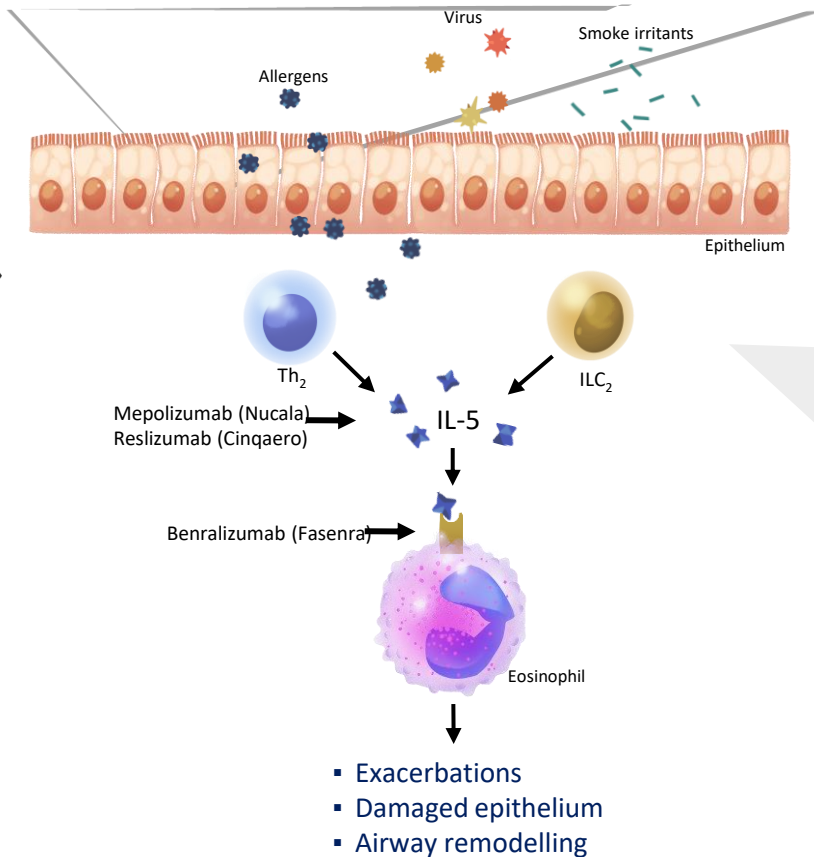 Virus
Smoke irritants
Allergens
Epithelium
Th₂
ILC₂
Mepolizumab (Nucala)
Reslizumab (Cinqaero)
IL-5
Benralizumab (Fasenra)
Eosinophil
▪ Exacerbations
▪ Damaged epithelium
▪ Airway remodelling